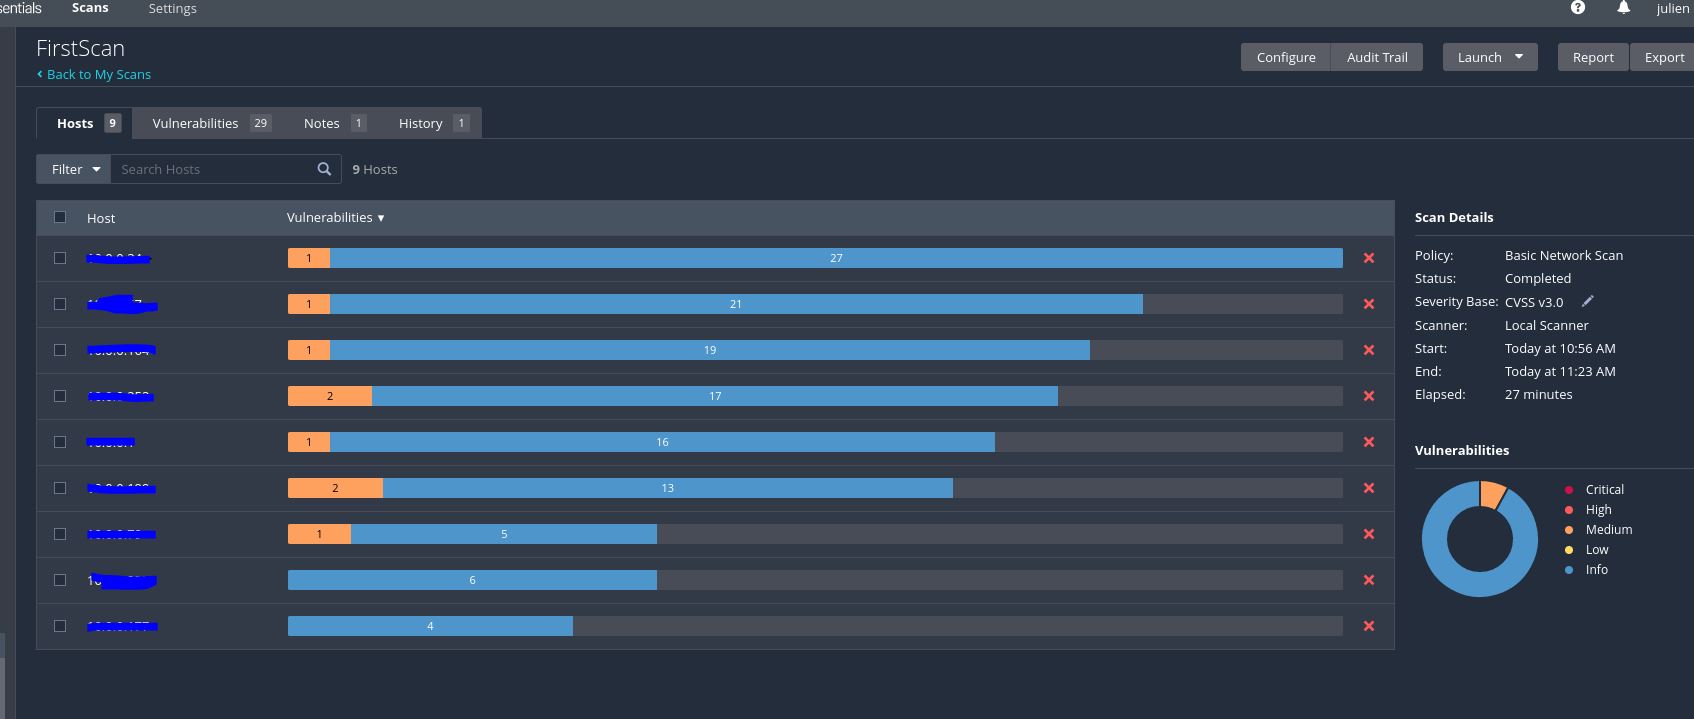 sentials Scans Settings julien
FirstScan
Back to My Scans
Configure Audit Trail Launch Report Export
Hosts 9 Vulnerabilities 29 Notes 1 History 1
Filter Search Hosts 9 Hosts
Host Vulnerabilities
1 27
1 21
1 19
2 17
1 16
2 13
1 5
6
4
Scan Details
Policy: Basic Network Scan
Status: Completed
Severity Base: CVSS v3.0
Scanner: Local Scanner
Start: Today at 10:56 AM
End: Today at 11:23 AM
Elapsed: 27 minutes
Vulnerabilities
Critical
High
Medium
Low
Info